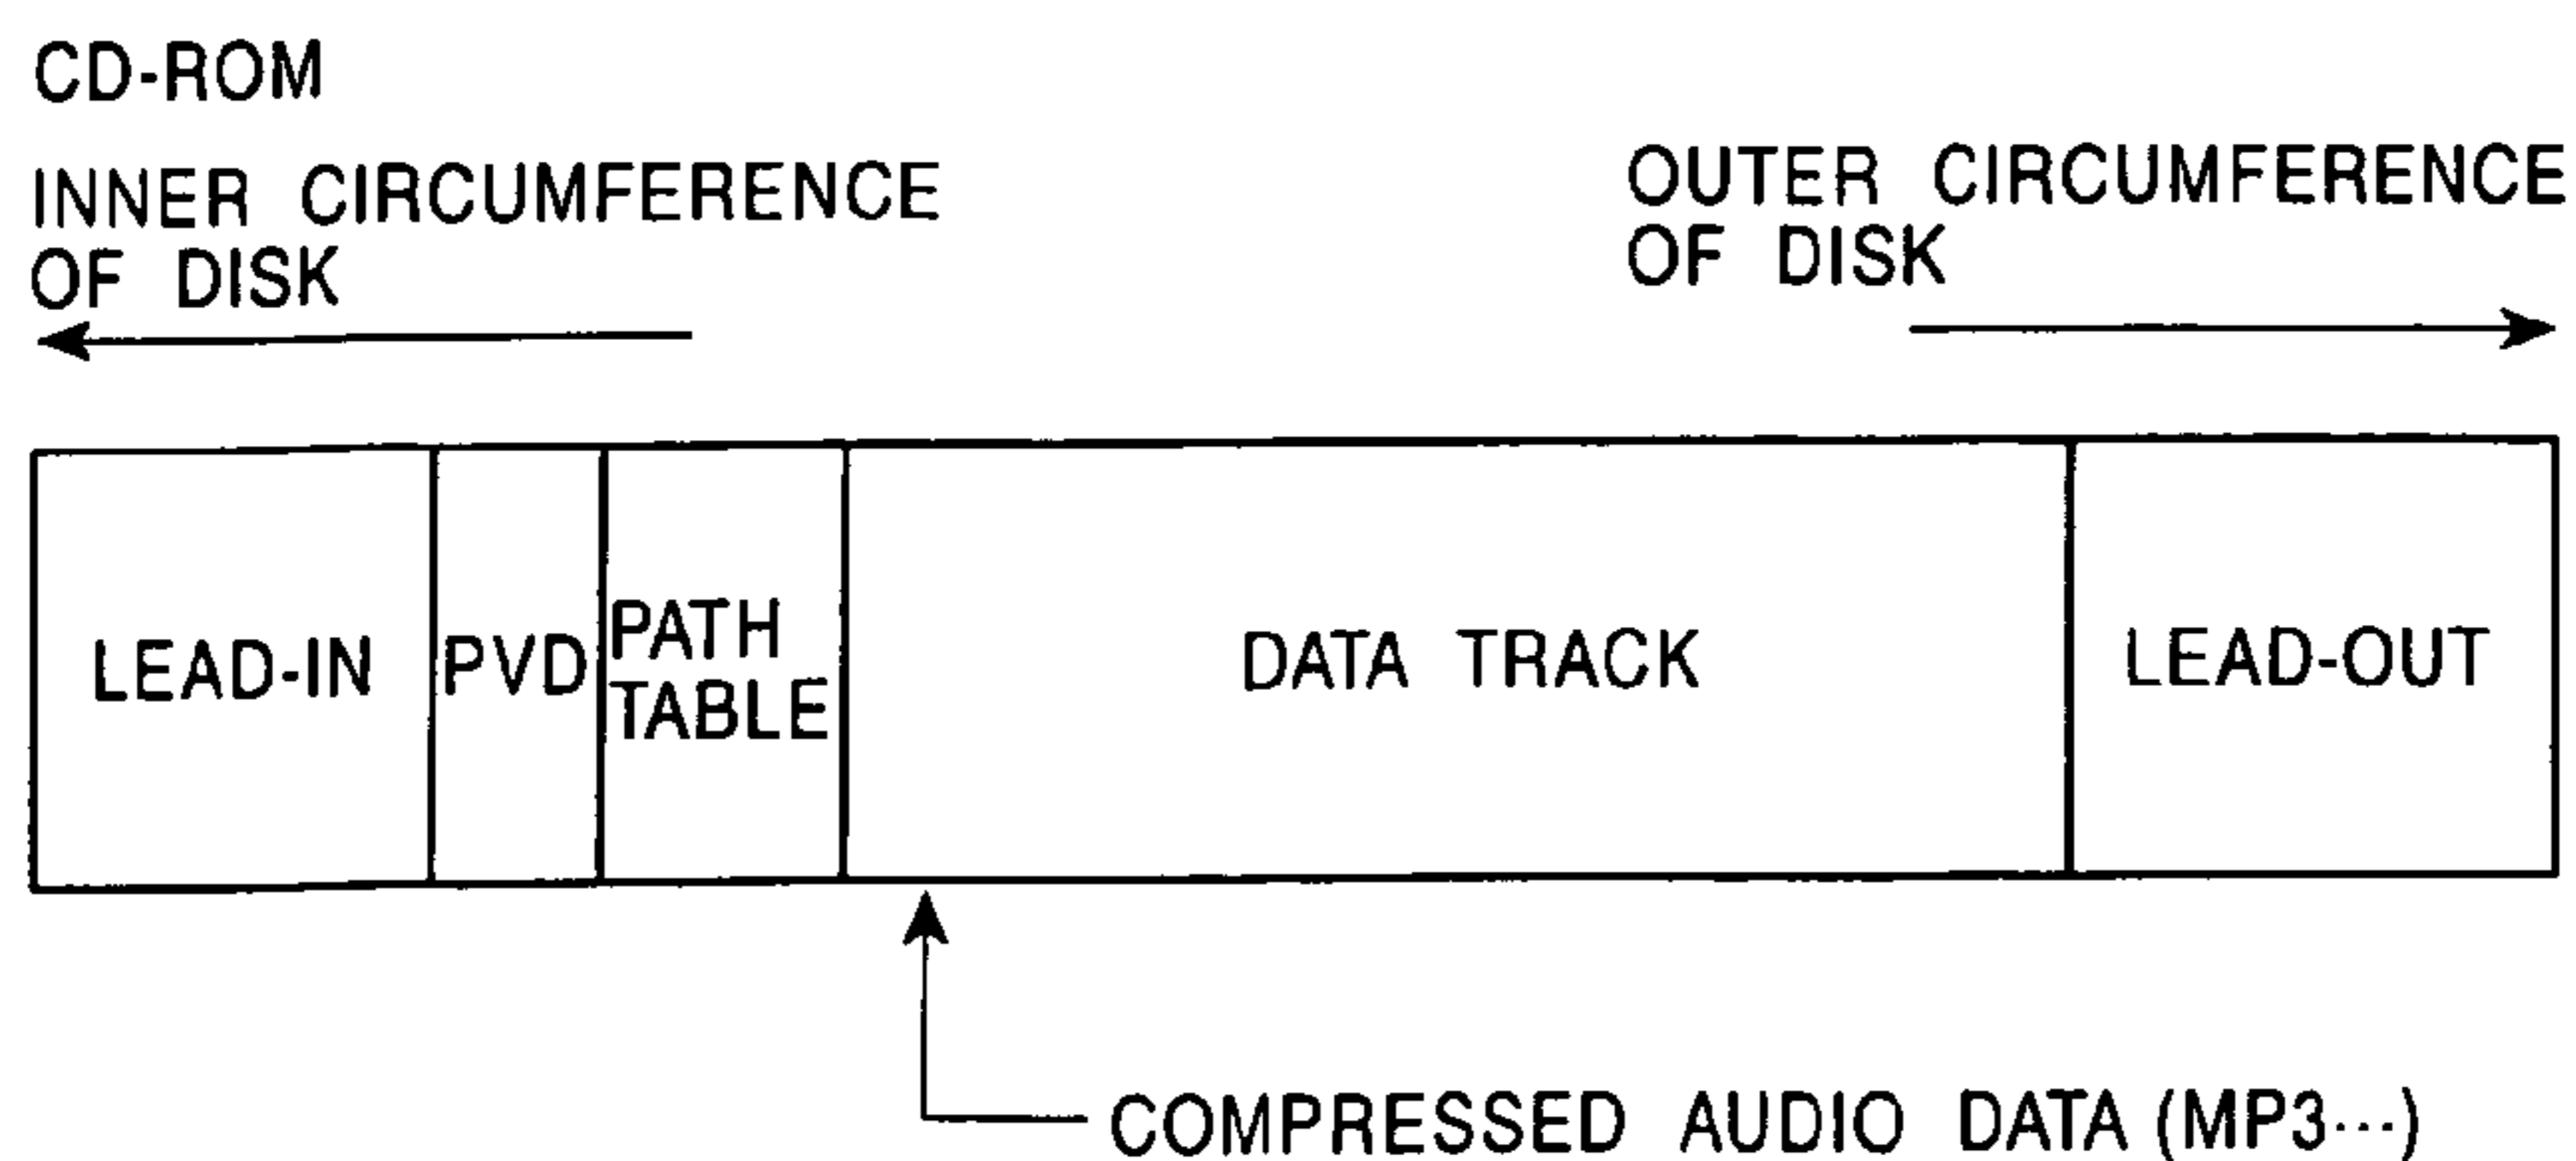 CD-ROM
INNER CIRCUMFERENCE
OF DISK
OUTER CIRCUMFERENCE
OF DISK
LEAD-IN
PVD
PATH
TABLE
DATA TRACK
LEAD-OUT
COMPRESSED AUDIO DATA (MP3···)